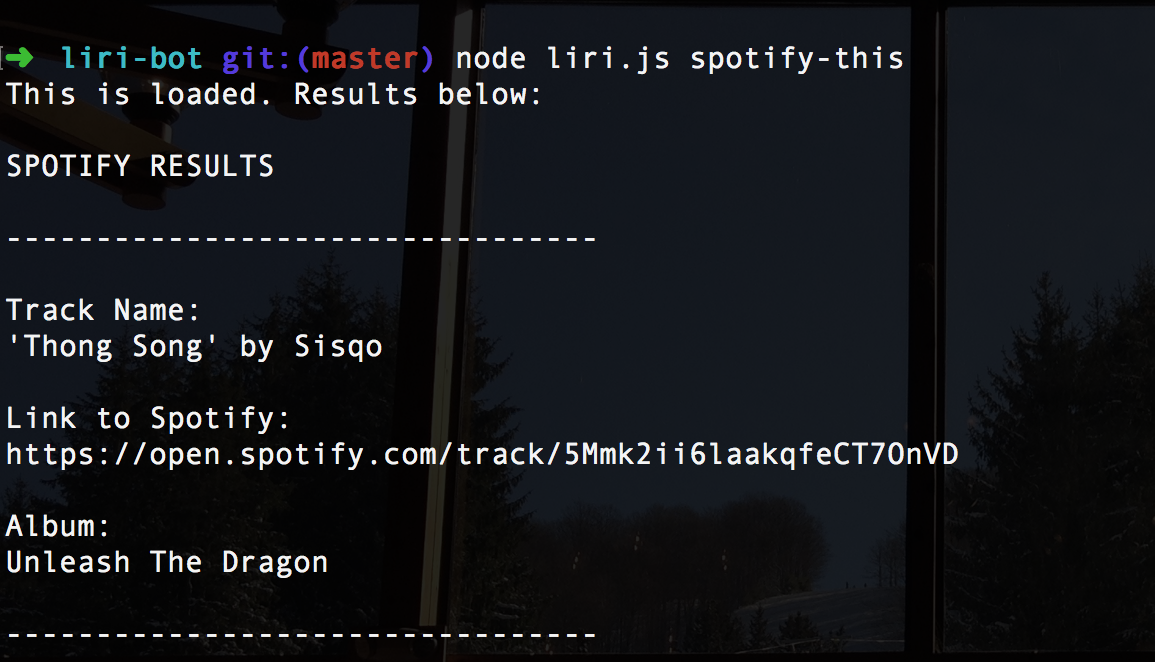 ➜ liri-bot git:(master) node liri.js spotify-this
This is loaded. Results below:
SPOTIFY RESULTS
---------------------------------
Track Name:
'Thong Song' by Sisqo
Link to Spotify:
https://open.spotify.com/track/5Mmk2ii6laakqfeCT7OnVD
Album:
Unleash The Dragon
---------------------------------